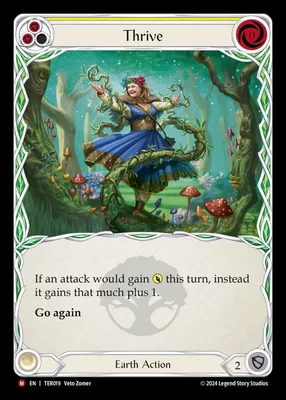 Thrive
If an attack would gain this turn, instead
it gains that much plus 1.
Go again
Earth Action
2
M EN | TER019 Veto Zomer
© 2024 Legend Story Studios